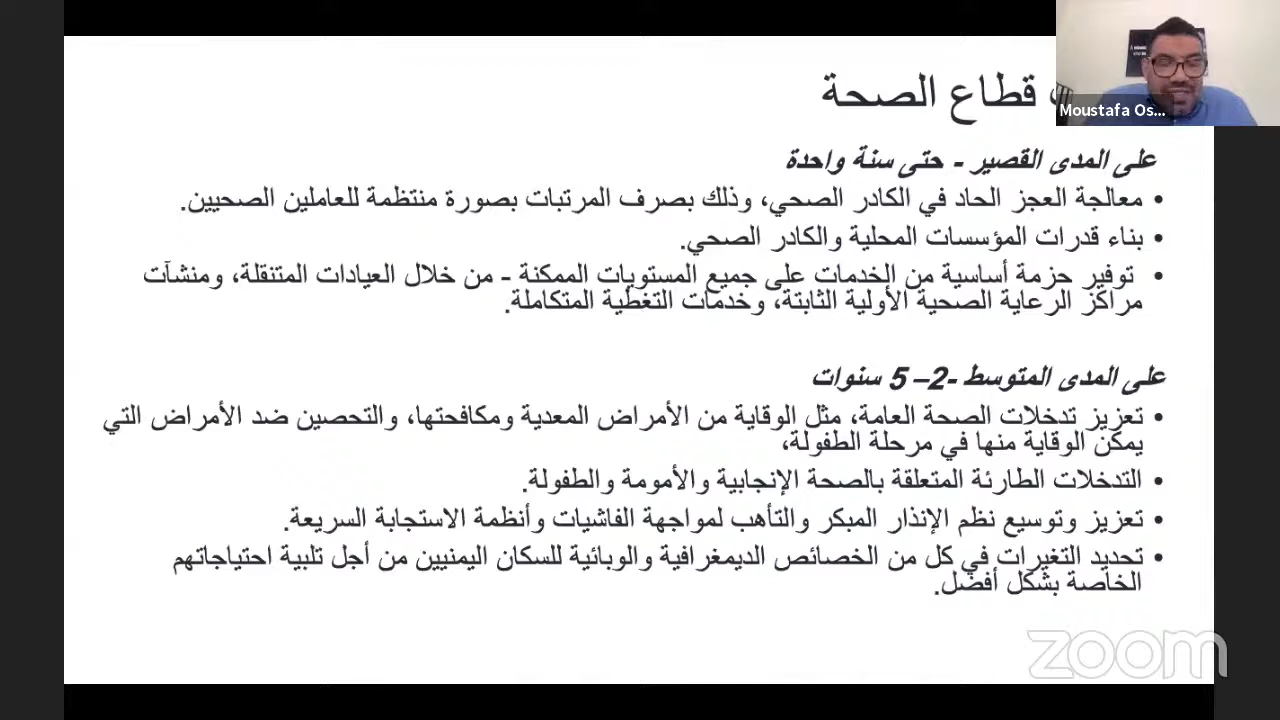 قطاع الصحة
Moustafa Os...
على المدى القصير - حتى سنة واحدة
• معالجة العجز الحاد في الكادر الصحي، وذلك بصرف المرتبات بصورة منتظمة للعاملين الصحيين.
• بناء قدرات المؤسسات المحلية والكادر الصحي.
• توفير حزمة أساسية من الخدمات على جميع المستويات الممكنة - من خلال العيادات المتنقلة، ومنشآت
مراكز الرعاية الصحية الأولية الثابتة، وخدمات التغطية المتكاملة.
على المدى المتوسط -2– 5 سنوات
• تعزيز تدخلات الصحة العامة، مثل الوقاية من الأمراض المعدية ومكافحتها، والتحصين ضد الأمراض التي
يمكن الوقاية منها في مرحلة الطفولة،
• التدخلات الطارئة المتعلقة بالصحة الإنجابية والأمومة والطفولة.
• تعزيز وتوسيع نظم الإنذار المبكر والتأهب لمواجهة الفاشيات وأنظمة الاستجابة السريعة.
• تحديد التغيرات في كل من الخصائص الديمغرافية والوبائية للسكان اليمنيين من أجل تلبية احتياجاتهم
الخاصة بشكل أفضل.
zoom